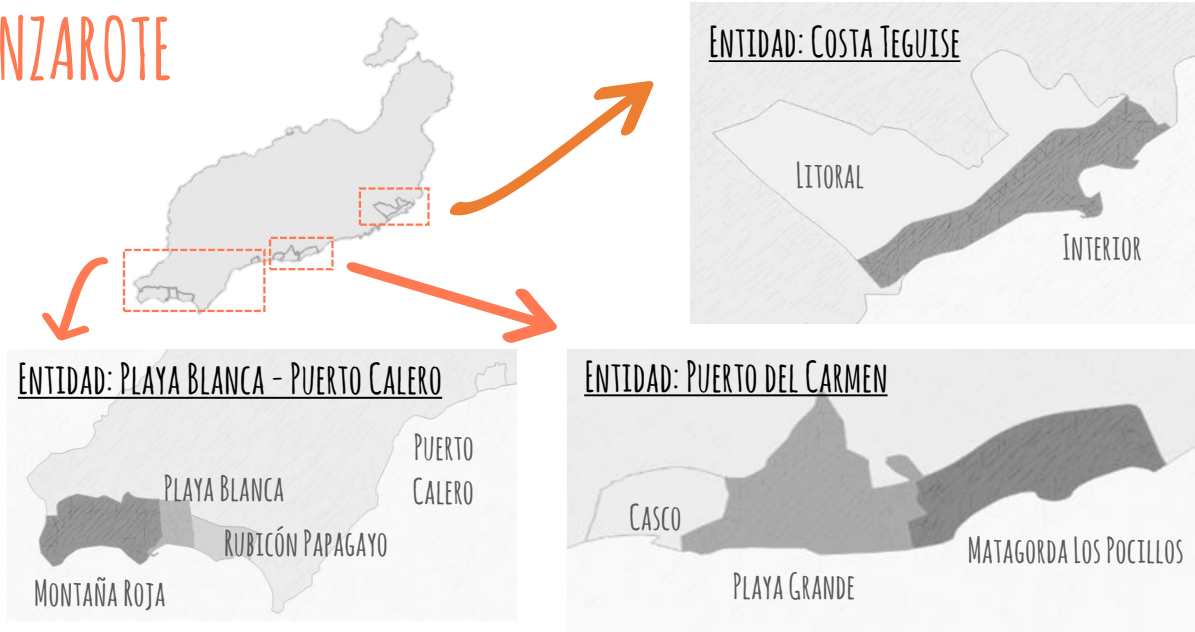 NZAROTE
ENTIDAD: COSTA TEGUISE
LITORAL
INTERIOR
ENTIDAD: PLAYA BLANCA - PUERTO CALERO
PUERTO
CALERO
PLAYA BLANCA
RUBICÓN PAPAGAYO
MONTAÑA ROJA
ENTIDAD: PUERTO DEL CARMEN
CASCO
MATAGORDA LOS POCILLOS
PLAYA GRANDE